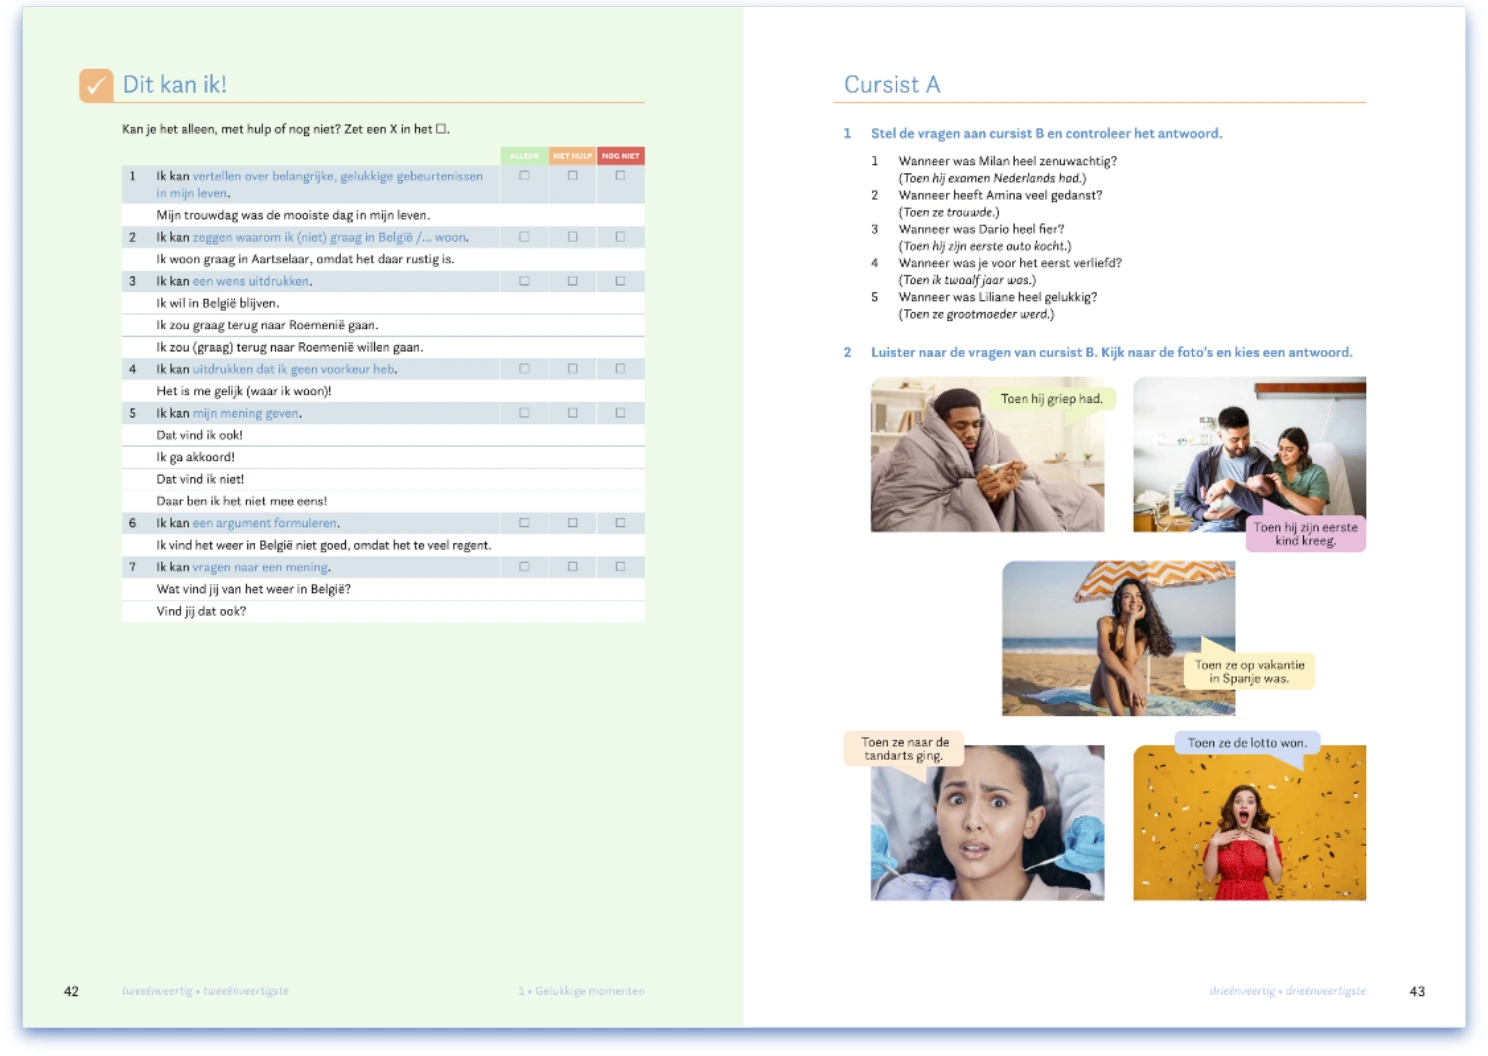 Dit kan ik!
Kan je het alleen, met hulp of nog niet? Zet een X in het □.
ALLEEN MET HULP NOG NIET
1 Ik kan vertellen over belangrijke, gelukkige gebeurtenissen
in mijn leven.
Mijn trouwdag was de mooiste dag in mijn leven.
2 Ik kan zeggen waarom ik (niet) graag in België /... woon.
Ik woon graag in Aartselaar, omdat het daar rustig is.
3 Ik kan een wens uitdrukken.
Ik wil in België blijven.
Ik zou graag terug naar Roemenië gaan.
Ik zou (graag) terug naar Roemenië willen gaan.
4 Ik kan uitdrukken dat ik geen voorkeur heb.
Het is me gelijk (waar ik woon)!
5 Ik kan mijn mening geven.
Dat vind ik ook!
Ik ga akkoord!
Dat vind ik niet!
Daar ben ik het niet mee eens!
6 Ik kan een argument formuleren.
Ik vind het weer in België niet goed, omdat het te veel regent.
7 Ik kan vragen naar een mening.
Wat vind jij van het weer in België?
Vind jij dat ook?
42 tweeënveertig • tweeënveertigste 1 • Gelukkige momenten
Cursist A
1 Stel de vragen aan cursist B en controleer het antwoord.
1 Wanneer was Milan heel zenuwachtig?
(Toen hij examen Nederlands had.)
2 Wanneer heeft Amina veel gedanst?
(Toen ze trouwde.)
3 Wanneer was Dario heel fier?
(Toen hij zijn eerste auto kocht.)
4 Wanneer was je voor het eerst verliefd?
(Toen ik twaalf jaar was.)
5 Wanneer was Liliane heel gelukkig?
(Toen ze grootmoeder werd.)
2 Luister naar de vragen van cursist B. Kijk naar de foto's en kies een antwoord.
Toen hij griep had.
Toen hij zijn eerste
kind kreeg.
Toen ze op vakantie
in Spanje was.
Toen ze naar de
tandarts ging.
Toen ze de lotto won.
drieënveertig • drieënveertigste 43